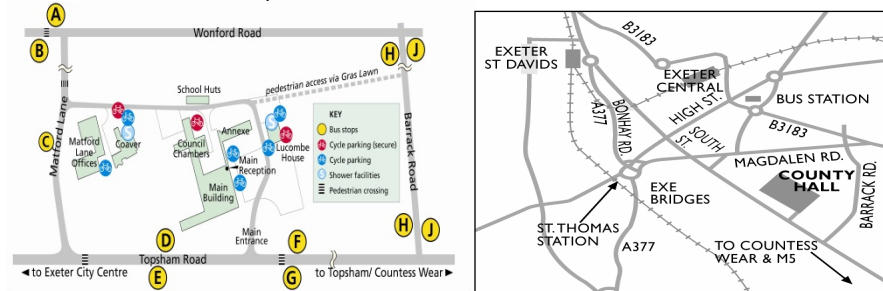 A
Wonford Road
B
H
J
pedestrian access via Gras Lawn
School Huts
Matford Lane
C
Matford
Lane
Offices
Coaver
S
Council
Chambers
Annexe
Main
Reception
Main
Building
S
Lucombe
House
KEY
Bus stops
Cycle parking (secure)
Cycle parking
S
Shower facilities
Pedestrian crossing
Barrack Road
H
J
Main
Entrance
D
F
Topsham Road
E
G
to Exeter City Centre
to Topsham/ Countess Wear
B3183
EXETER
ST DAVIDS
EXETER
CENTRAL
A377
BONHAY RD.
HIGH ST.
BUS STATION
SOUTH
ST.
B3183
MAGDALEN RD.
COUNTY
HALL
BARRACK RD.
EXE
BRIDGES
ST. THOMAS
STATION
A377
TO COUNTESS
WEAR & M5